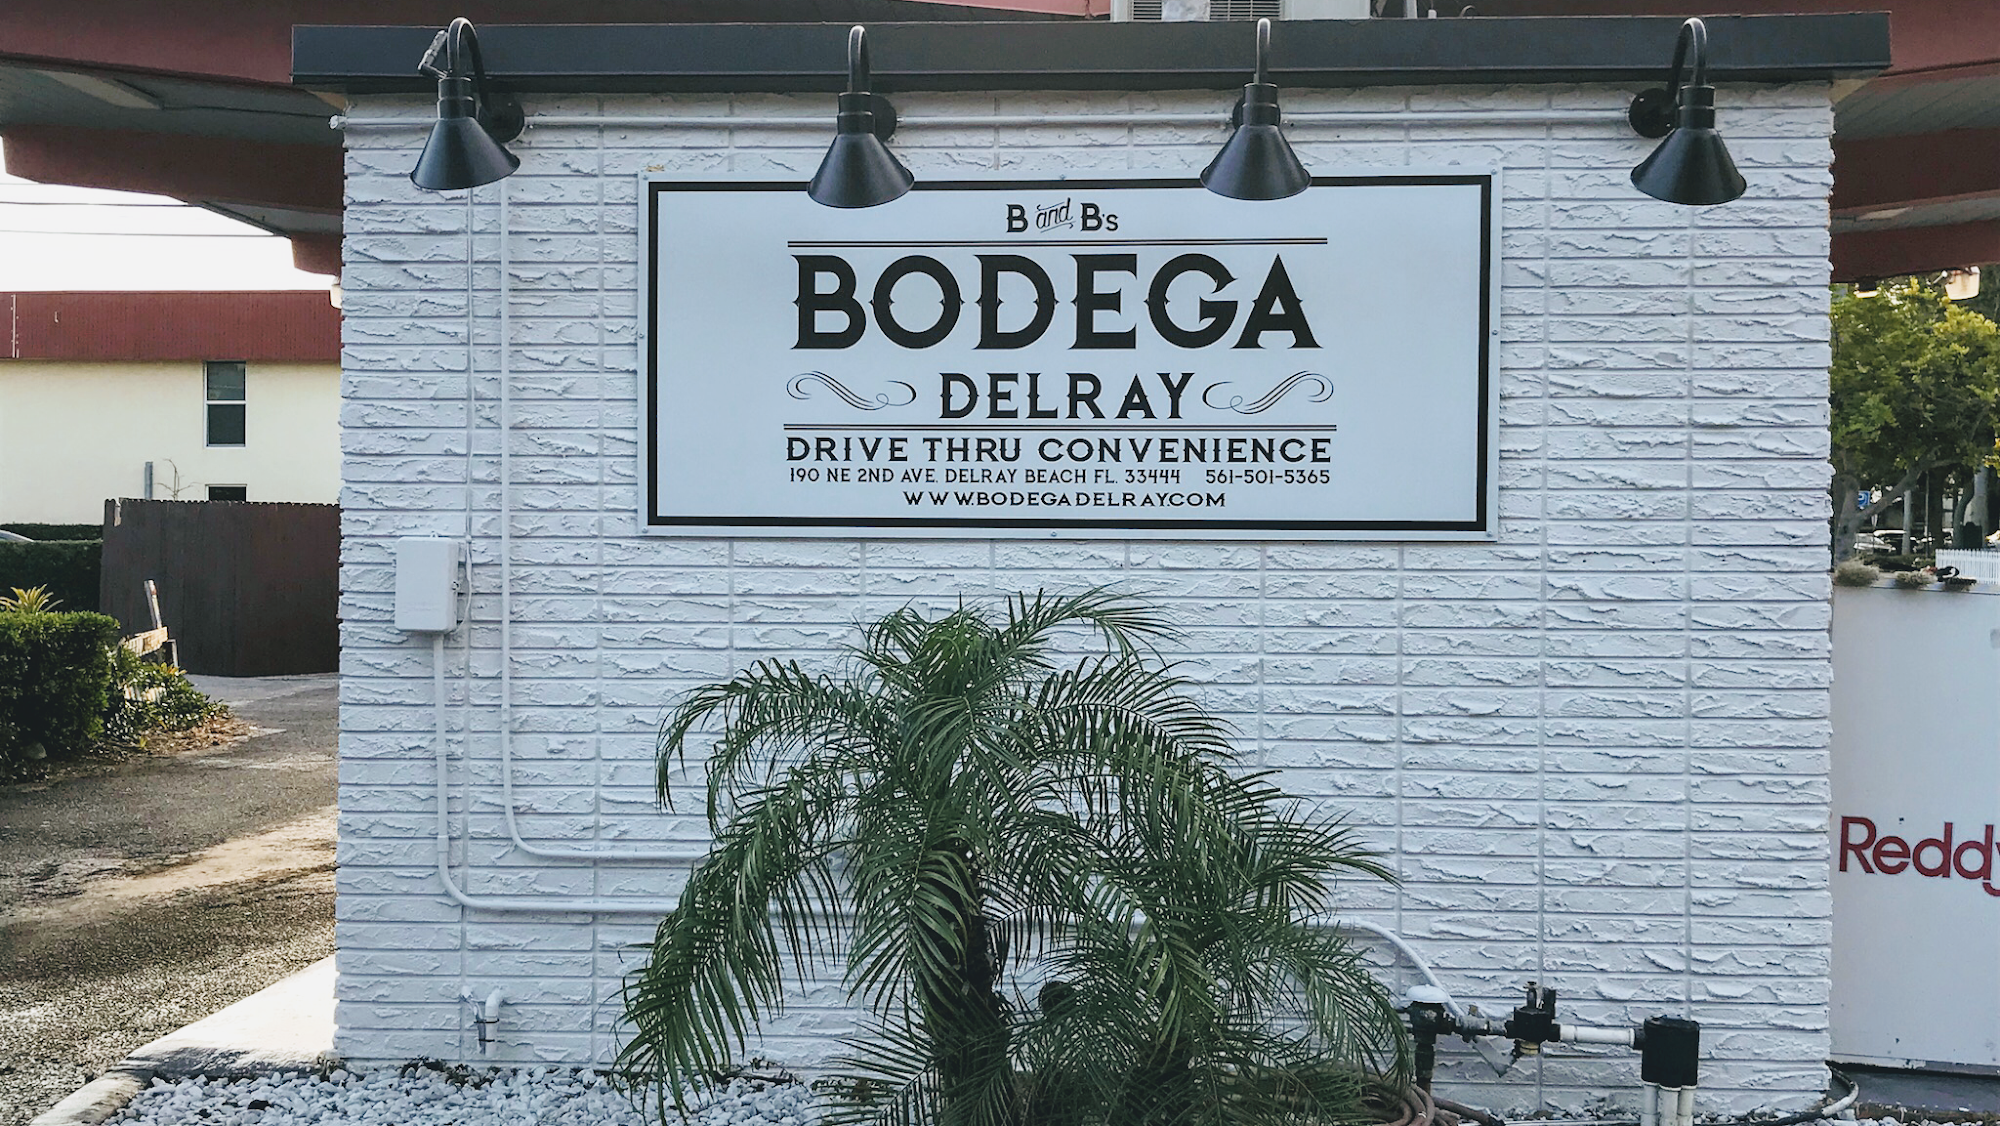 B and B's
BODEGA
DELRAY
DRIVE THRU CONVENIENCE
190 NE 2ND AVE. DELRAY BEACH FL. 33444 561-501-5365
WWW.BODEGADELRAY.COM
Reddy